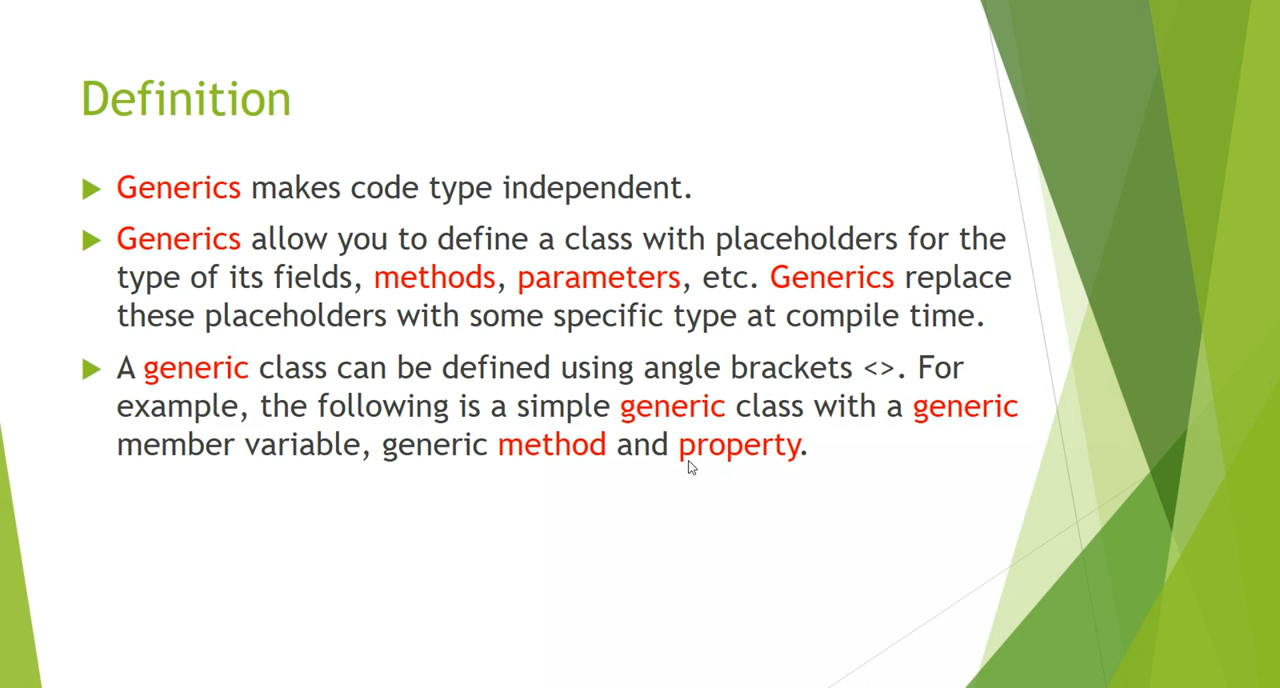 Definition
Generics makes code type independent.
Generics allow you to define a class with placeholders for the
type of its fields, methods, parameters, etc. Generics replace
these placeholders with some specific type at compile time.
A generic class can be defined using angle brackets <>. For
example, the following is a simple generic class with a generic
member variable, generic method and property.